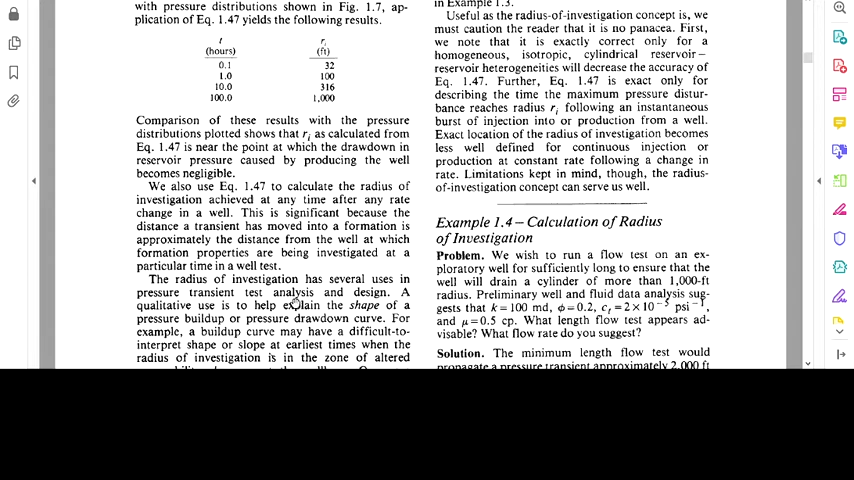 with pressure distributions shown in Fig. 1.7, ap-
plication of Eq. 1.47 yields the following results.
t ri
(hours) (ft)
0.1 32
1.0 100
10.0 316
100.0 1,000
Comparison of these results with the pressure
distributions plotted shows that ri as calculated from
Eq. 1.47 is near the point at which the drawdown in
reservoir pressure caused by producing the well
becomes negligible.
We also use Eq. 1.47 to calculate the radius of
investigation achieved at any time after any rate
change in a well. This is significant because the
distance a transient has moved into a formation is
approximately the distance from the well at which
formation properties are being investigated at a
particular time in a well test.
The radius of investigation has several uses in
pressure transient test analysis and design. A
qualitative use is to help explain the shape of a
pressure buildup or pressure drawdown curve. For
example, a buildup curve may have a difficult-to-
interpret shape or slope at earliest times when the
radius of investigation is in the zone of altered
in Example 1.3.
Useful as the radius-of-investigation concept is, we
must caution the reader that it is no panacea. First,
we note that it is exactly correct only for a
homogeneous, isotropic, cylindrical reservoir—
reservoir heterogeneities will decrease the accuracy of
Eq. 1.47. Further, Eq. 1.47 is exact only for
describing the time the maximum pressure distur-
bance reaches radius ri following an instantaneous
burst of injection into or production from a well.
Exact location of the radius of investigation becomes
less well defined for continuous injection or
production at constant rate following a change in
rate. Limitations kept in mind, though, the radius-
of-investigation concept can serve us well.
Example 1.4 – Calculation of Radius
of Investigation
Problem. We wish to run a flow test on an ex-
ploratory well for sufficiently long to ensure that the
well will drain a cylinder of more than 1,000-ft
radius. Preliminary well and fluid data analysis sug-
gests that k = 100 md, ϕ = 0.2, ct = 2 × 10⁻⁵ psi⁻¹,
and μ = 0.5 cp. What length flow test appears ad-
visable? What flow rate do you suggest?
Solution. The minimum length flow test would
propagate a pressure transient approximately 2,000 ft